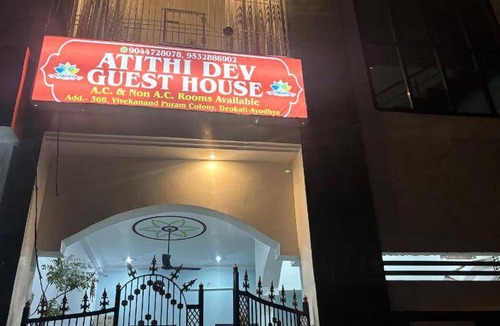 9044728078, 9532886902
ATITHI DEV
GUEST HOUSE
A.C. & Non A.C. Rooms Available
Add.- 368, Vivekanand Puram Colony, Deokali-Ayodhya